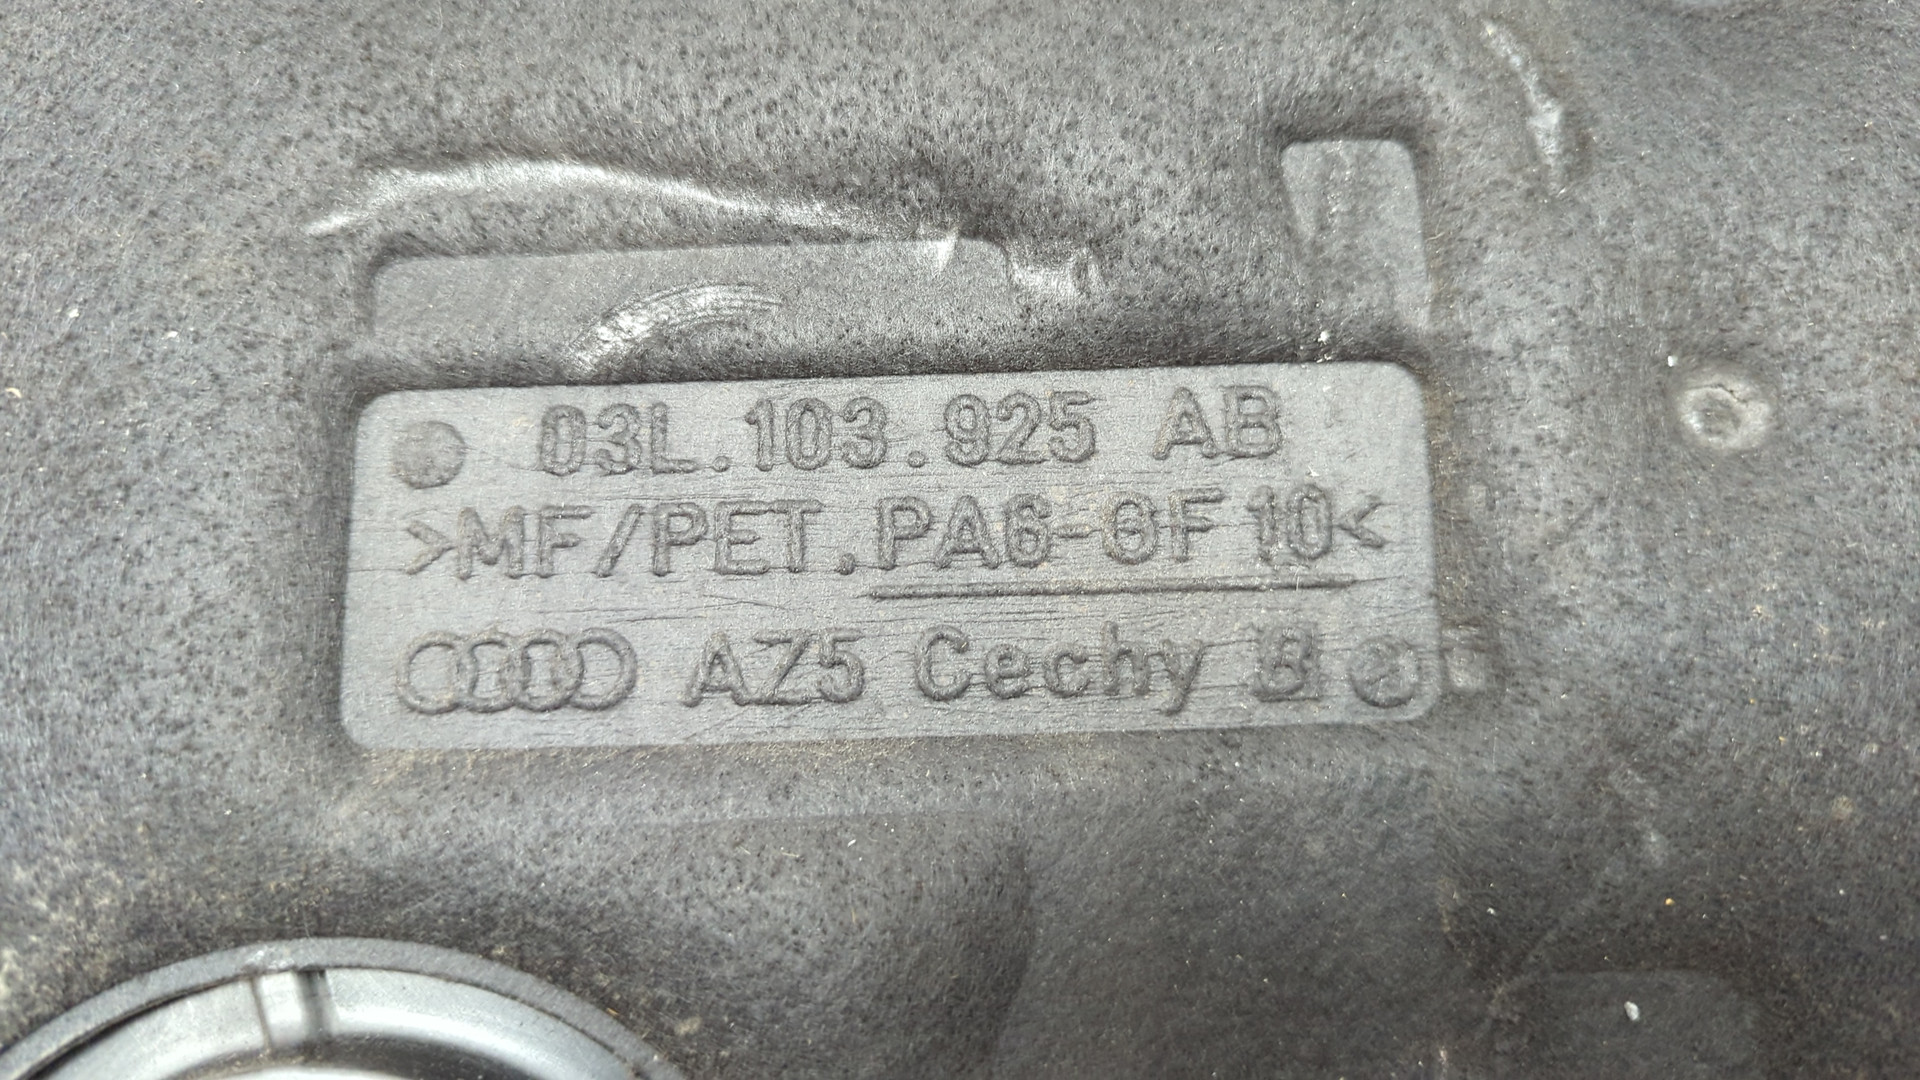 03L.103.925 AB
>MF/PET.PA6-GF10<
AZ5 Cechy